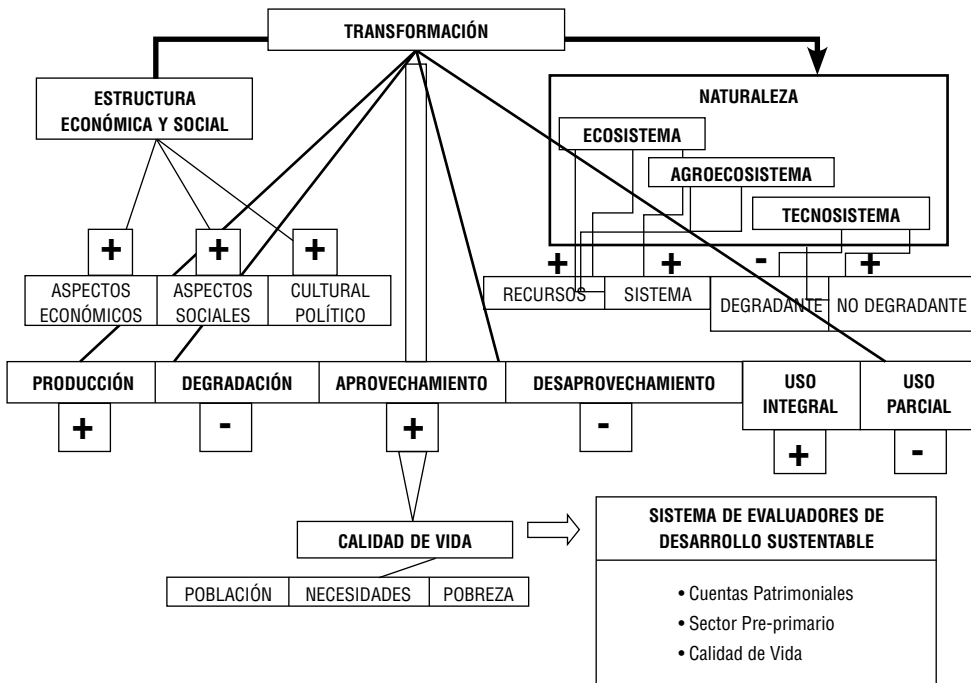 TRANSFORMACIÓN
ESTRUCTURA
ECONÓMICA Y SOCIAL
NATURALEZA
ECOSISTEMA
AGROECOSISTEMA
TECNOSISTEMA
+
+
+
+
+
-
+
ASPECTOS
ECONÓMICOS
ASPECTOS
SOCIALES
CULTURAL
POLÍTICO
RECURSOS
SISTEMA
DEGRADANTE
NO DEGRADANTE
PRODUCCIÓN
DEGRADACIÓN
APROVECHAMIENTO
DESAPROVECHAMIENTO
USO
INTEGRAL
USO
PARCIAL
+
-
+
-
+
-
CALIDAD DE VIDA
POBLACIÓN
NECESIDADES
POBREZA
SISTEMA DE EVALUADORES DE
DESARROLLO SUSTENTABLE
• Cuentas Patrimoniales
• Sector Pre-primario
• Calidad de Vida